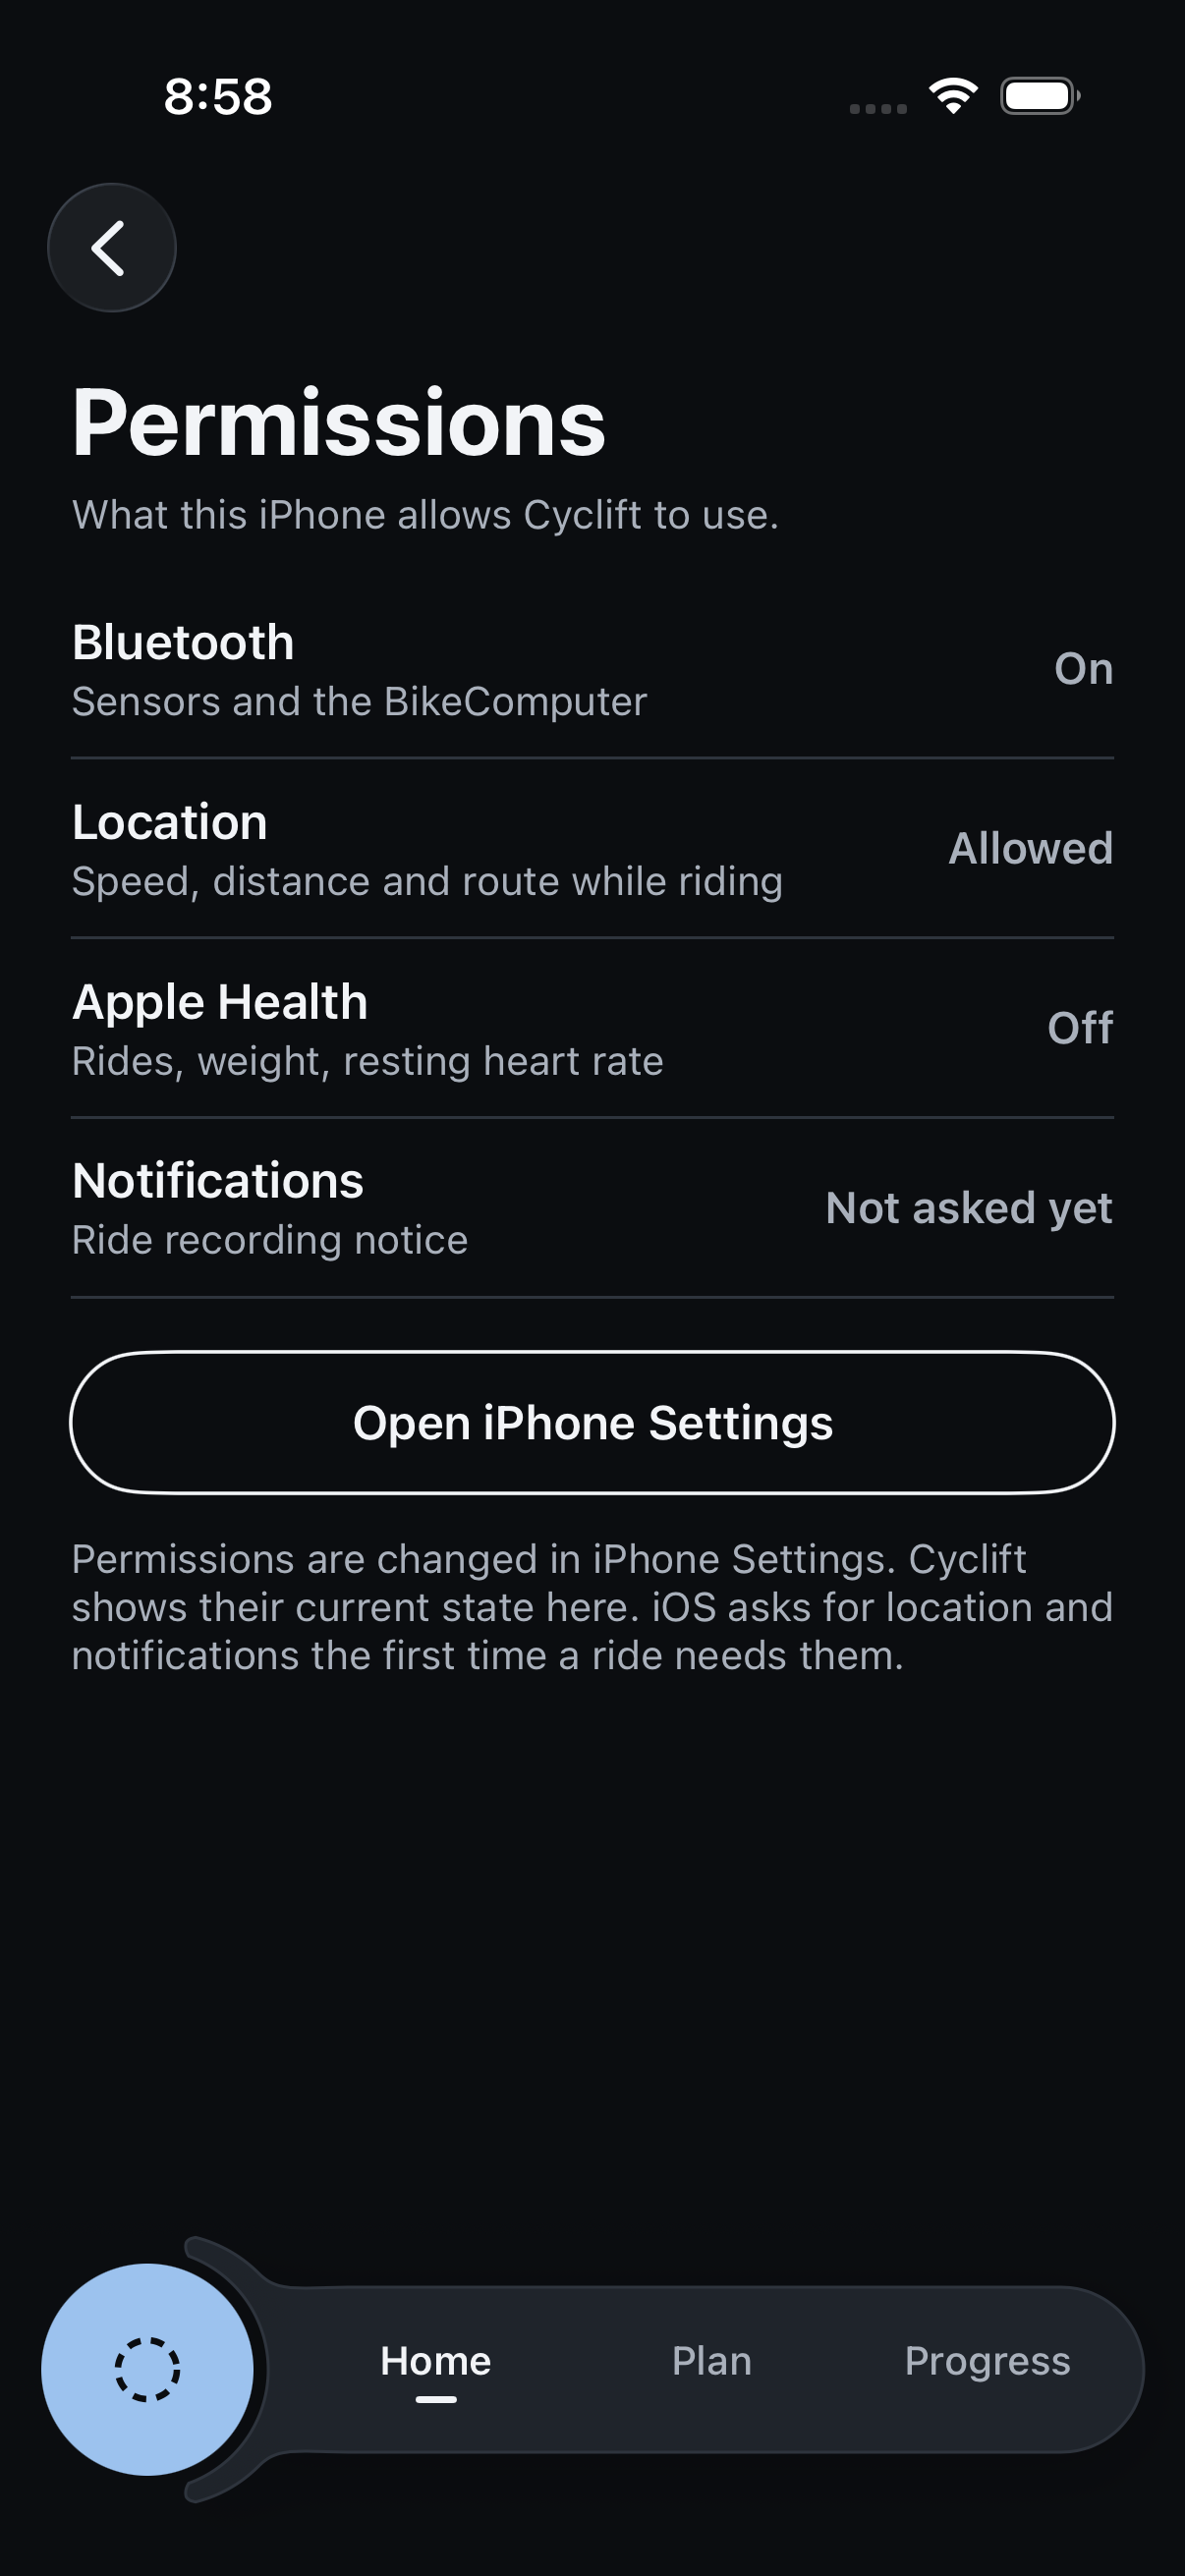 8:58
Permissions
What this iPhone allows Cyclift to use.
Bluetooth
Sensors and the BikeComputer
On
Location
Speed, distance and route while riding
Allowed
Apple Health
Rides, weight, resting heart rate
Off
Notifications
Ride recording notice
Not asked yet
Open iPhone Settings
Permissions are changed in iPhone Settings. Cyclift
shows their current state here. iOS asks for location and
notifications the first time a ride needs them.
Home
Plan
Progress